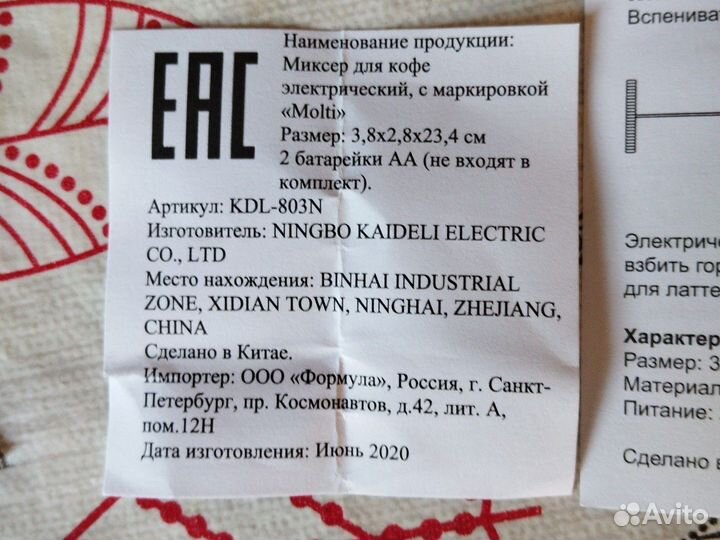 EAC
Наименование продукции:
Миксер для кофе
электрический, с маркировкой
«Molti»
Размер: 3,8х2,8х23,4 см
2 батарейки АА (не входят в
комплект).
Артикул: KDL-803N
Изготовитель: NINGBO KAIDELI ELECTRIC
CO., LTD
Место нахождения: BINHAI INDUSTRIAL
ZONE, XIDIAN TOWN, NINGHAI, ZHEJIANG,
CHINA
Сделано в Китае.
Импортер: ООО «Формула», Россия, г. Санкт-
Петербург, пр. Космонавтов, д.42, лит. А,
пом.12Н
Дата изготовления: Июнь 2020
Вспениват
Электриче
взбить гор
для латте
Характер
Размер: 3
Материал
Питание:
Сделано в
Avito